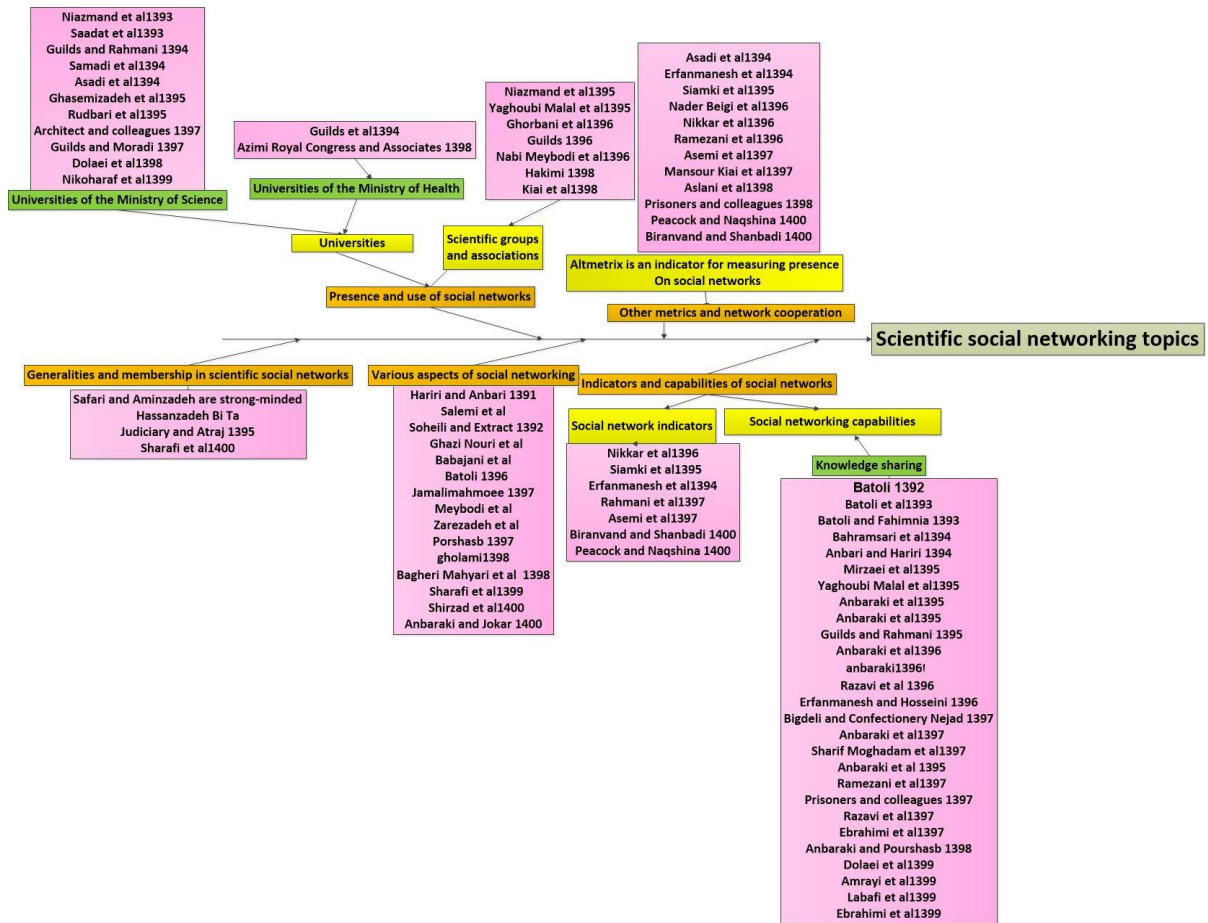 Niazmand et al1393
Saadat et al1393
Guilds and Rahmani 1394
Samadi et al1394
Asadi et al1394
Ghasemizadeh et al1395
Rudbari et al1395
Architect and colleagues 1397
Guilds and Moradi 1397
Dolaei et al1398
Nikoharaf et al1399
Universities of the Ministry of Science
Guilds et al1394
Azimi Royal Congress and Associates 1398
Universities of the Ministry of Health
Universities
Niazmand et al1395
Yaghoubi Malal et al1395
Ghorbani et al1396
Guilds 1396
Nabi Meybodi et al1396
Hakimi 1398
Kiai et al1398
Scientific groups
and associations
Presence and use of social networks
Asadi et al1394
Erfanmanesh et al1394
Siamki et al1395
Nader Beigi et al1396
Nikkar et al1396
Ramezani et al1396
Asemi et al1397
Mansour Kiai et al1397
Aslani et al1398
Prisoners and colleagues 1398
Peacock and Naqshina 1400
Biranvand and Shanbadi 1400
Altmetrix is an indicator for measuring presence
On social networks
Other metrics and network cooperation
Scientific social networking topics
Generalities and membership in scientific social networks
Safari and Aminzadeh are strong-minded
Hassanzadeh Bi Ta
Judiciary and Atraj 1395
Sharafi et al1400
Various aspects of social networking
Hariri and Anbari 1391
Salemi et al
Soheili and Extract 1392
Ghazi Nouri et al
Babajani et al
Batoli 1396
Jamalimahmoee 1397
Meybodi et al
Zarezadeh et al
Porshasb 1397
gholami1398
Bagheri Mahyari et al 1398
Sharafi et al1399
Shirzad et al1400
Anbaraki and Jokar 1400
Indicators and capabilities of social networks
Social network indicators
Nikkar et al1396
Siamki et al1395
Erfanmanesh et al1394
Rahmani et al1397
Asemi et al1397
Biranvand and Shanbadi 1400
Peacock and Naqshina 1400
Social networking capabilities
Knowledge sharing
Batoli 1392
Batoli et al1393
Batoli and Fahimnia 1393
Bahramsari et al1394
Anbari and Hariri 1394
Mirzaei et al1395
Yaghoubi Malal et al1395
Anbaraki et al1395
Anbaraki et al1395
Guilds and Rahmani 1395
Anbaraki et al1396
anbaraki1396!
Razavi et al 1396
Erfanmanesh and Hosseini 1396
Bigdeli and Confectionery Nejad 1397
Anbaraki et al1397
Sharif Moghadam et al1397
Anbaraki et al 1395
Ramezani et al1397
Prisoners and colleagues 1397
Razavi et al1397
Ebrahimi et al1397
Anbaraki and Pourshasb 1398
Dolaei et al1399
Amrayi et al1399
Labafi et al1399
Ebrahimi et al1399